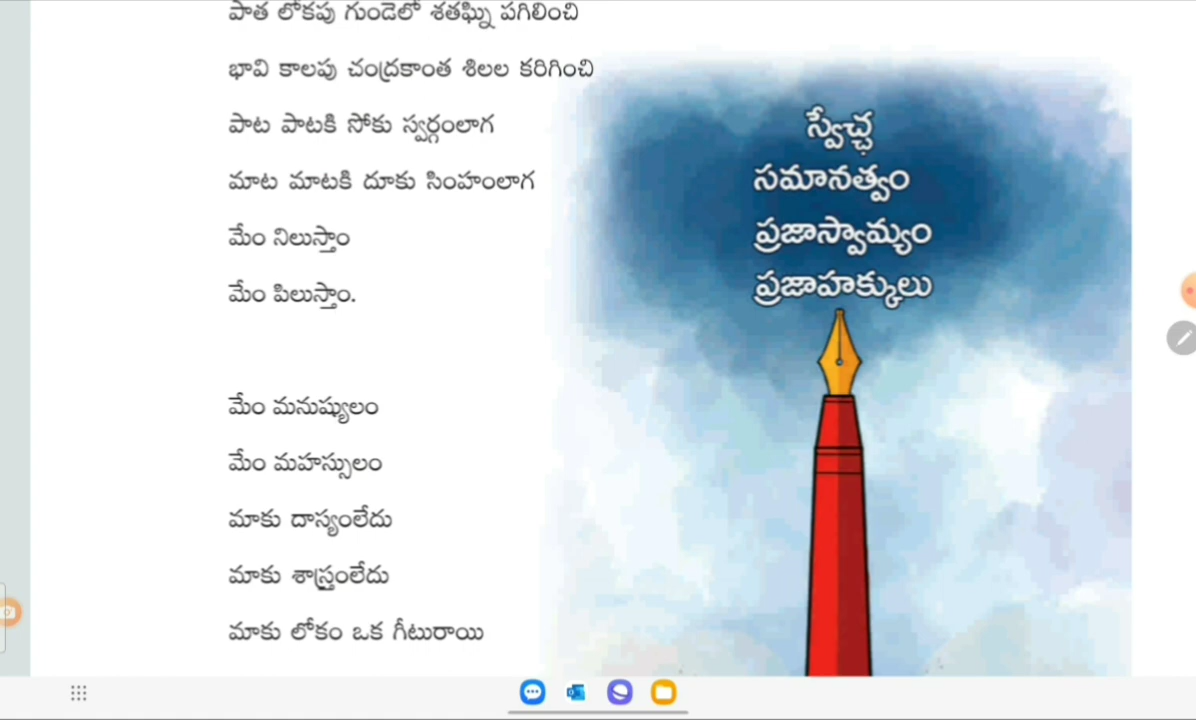 పాత లోకపు గుండెలో శతఘ్ని పగిలించి
భావి కాలపు చంద్రకాంత శిలల కరిగించి
పాట పాటకి సోకు స్వర్గంలాగ
మాట మాటకి దూకు సింహంలాగ
మేం నిలుస్తాం
మేం పిలుస్తాం.
మేం మనుష్యులం
మేం మహస్సులం
మాకు దాస్యంలేదు
మాకు శాస్త్రంలేదు
మాకు లోకం ఒక గీటురాయి
స్వేచ్ఛ
సమానత్వం
ప్రజాస్వామ్యం
ప్రజాహక్కులు